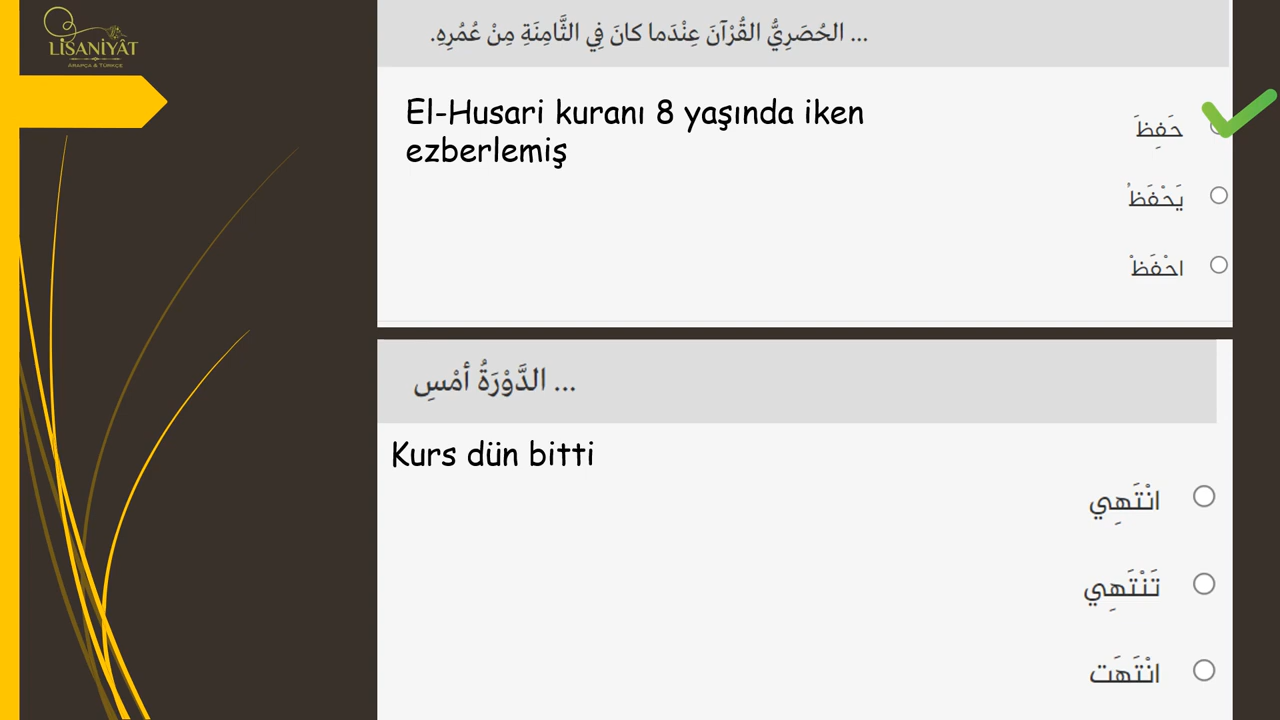 LİSANİYÂT
ARAPÇA & TÜRKÇE
... الحُصَرِيُّ القُرْآنَ عِنْدَما كانَ فِي الثَّامِنَةِ مِنْ عُمُرِهِ.
El-Husari kuranı 8 yaşında iken
ezberlemiş
حَفِظَ
يَحْفَظُ
احْفَظْ
... الدَّوْرَةُ أمْسِ
Kurs dün bitti
انْتَهِي
تَنْتَهِي
انْتَهَت